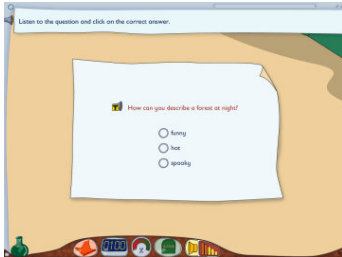 Listen to the question and click on the correct answer.
How can you describe a forest at night?
funny
hot
spooky